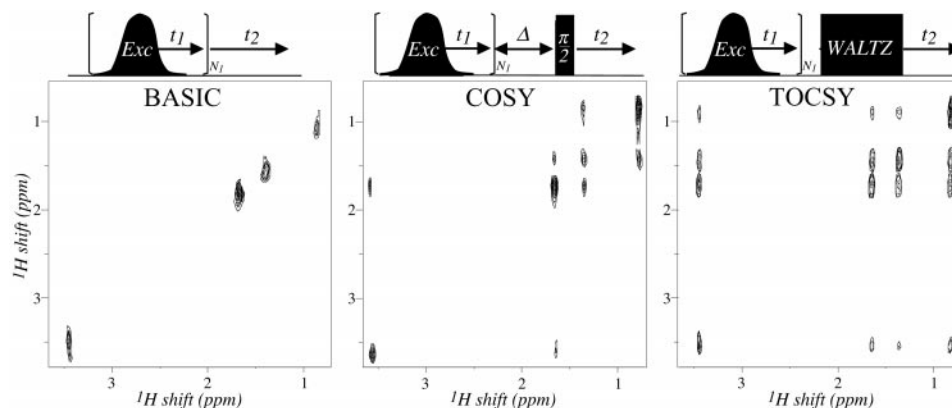 Exc t1 N1 t2
Exc t1 N1 Δ π/2 t2
Exc t1 N1 WALTZ t2
BASIC
1
2
3
¹H shift (ppm)
3 2 1
¹H shift (ppm)
COSY
1
2
3
3 2 1
¹H shift (ppm)
TOCSY
1
2
3
3 2 1
¹H shift (ppm)